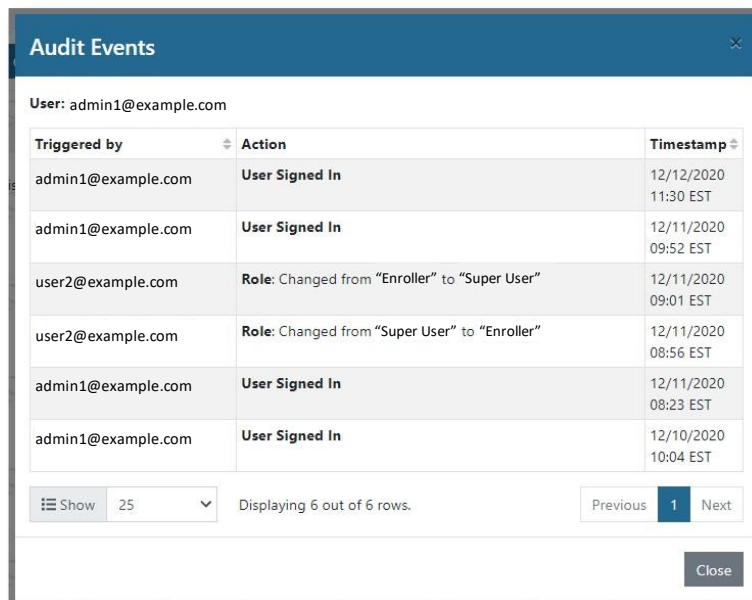 Audit Events
×
User: admin1@example.com
Triggered by Action Timestamp
admin1@example.com User Signed In 12/12/2020
11:30 EST
admin1@example.com User Signed In 12/11/2020
09:52 EST
user2@example.com Role: Changed from “Enroller” to “Super User” 12/11/2020
09:01 EST
user2@example.com Role: Changed from “Super User” to “Enroller” 12/11/2020
08:56 EST
admin1@example.com User Signed In 12/11/2020
08:23 EST
admin1@example.com User Signed In 12/10/2020
10:04 EST
Show 25 Displaying 6 out of 6 rows. Previous 1 Next
Close